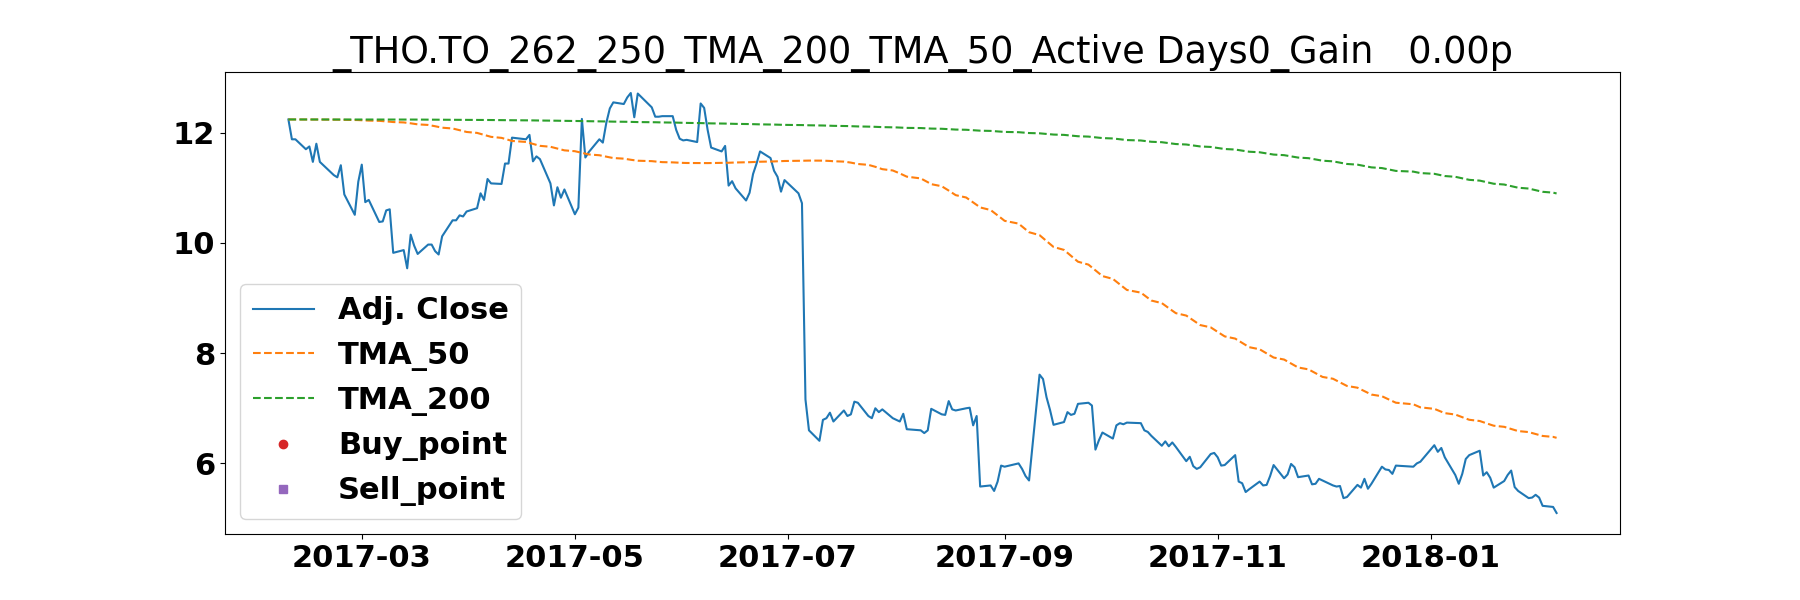 _THO.TO_262_250_TMA_200_TMA_50_Active Days0_Gain   0.00p
12
10
8
6
Adj. Close
TMA_50
TMA_200
Buy_point
Sell_point
2017-03 2017-05 2017-07 2017-09 2017-11 2018-01